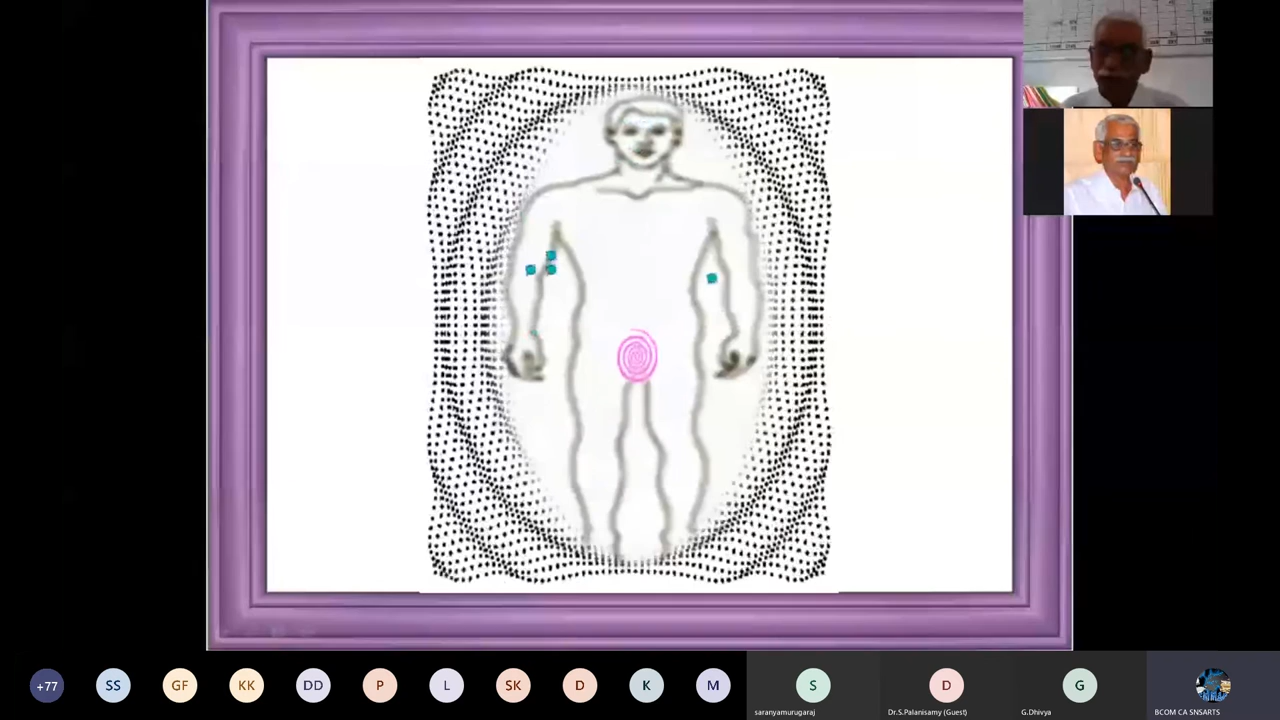 +77
SS
GF
KK
DD
P
L
SK
D
K
M
S
D
G
saranyamurugaraj
Dr.S.Palanisamy (Guest)
G.Dhivya
BCOM CA SNSARTS